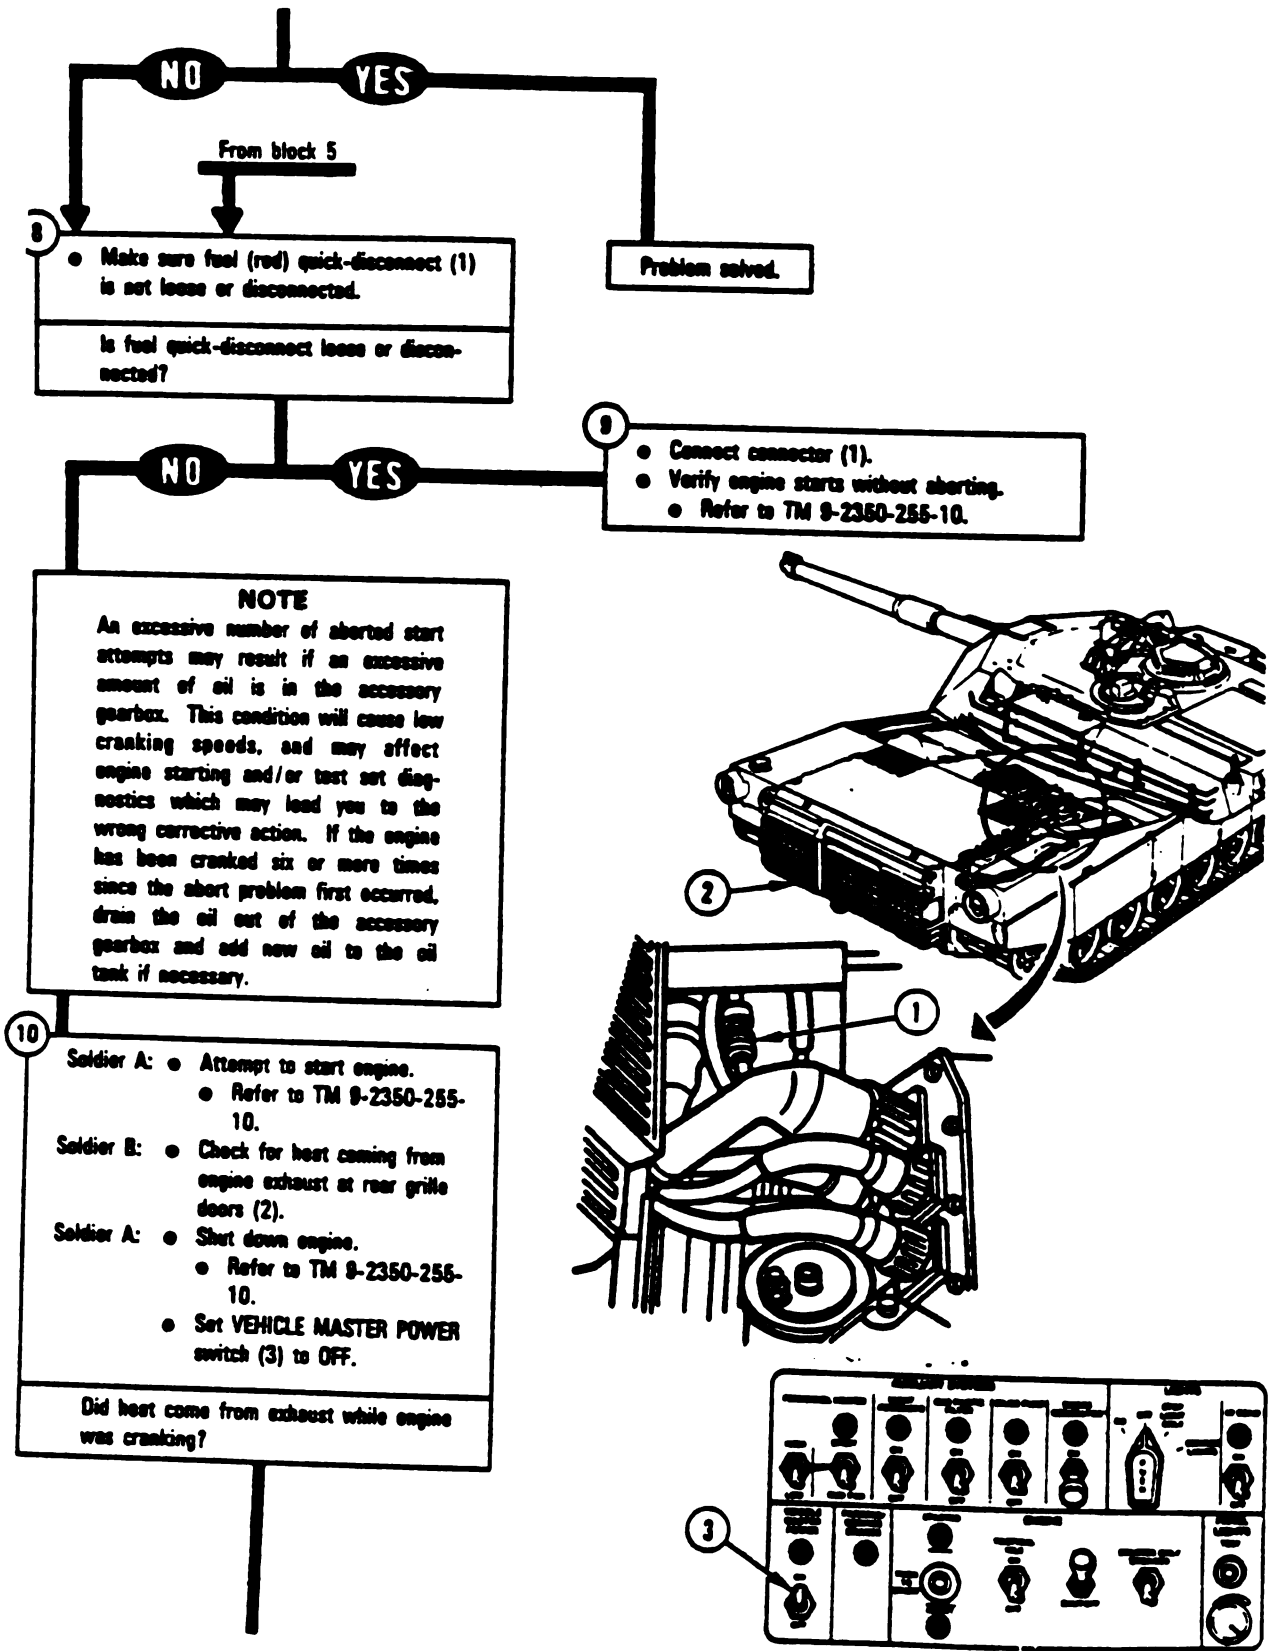 NO
YES
From block 5
8
● Make sure fuel (red) quick-disconnect (1)
is not loose or disconnected.
Is fuel quick-disconnect loose or discon-
nected?
Problem solved.
NO
YES
9
● Connect connector (1).
● Verify engine starts without aborting.
● Refer to TM 9-2350-255-10.
NOTE
An excessive number of aborted start
attempts may result if an excessive
amount of oil is in the accessory
gearbox. This condition will cause low
cranking speeds, and may affect
engine starting and/or test set diag-
nostics which may lead you to the
wrong corrective action. If the engine
has been cranked six or more times
since the abort problem first occurred,
drain the oil out of the accessory
gearbox and add new oil to the oil
tank if necessary.
10
Soldier A: ● Attempt to start engine.
● Refer to TM 9-2350-255-
10.
Soldier B: ● Check for heat coming from
engine exhaust at rear grille
doors (2).
Soldier A: ● Shut down engine.
● Refer to TM 9-2350-255-
10.
● Set VEHICLE MASTER POWER
switch (3) to OFF.
Did heat come from exhaust while engine
was cranking?
2
1
3